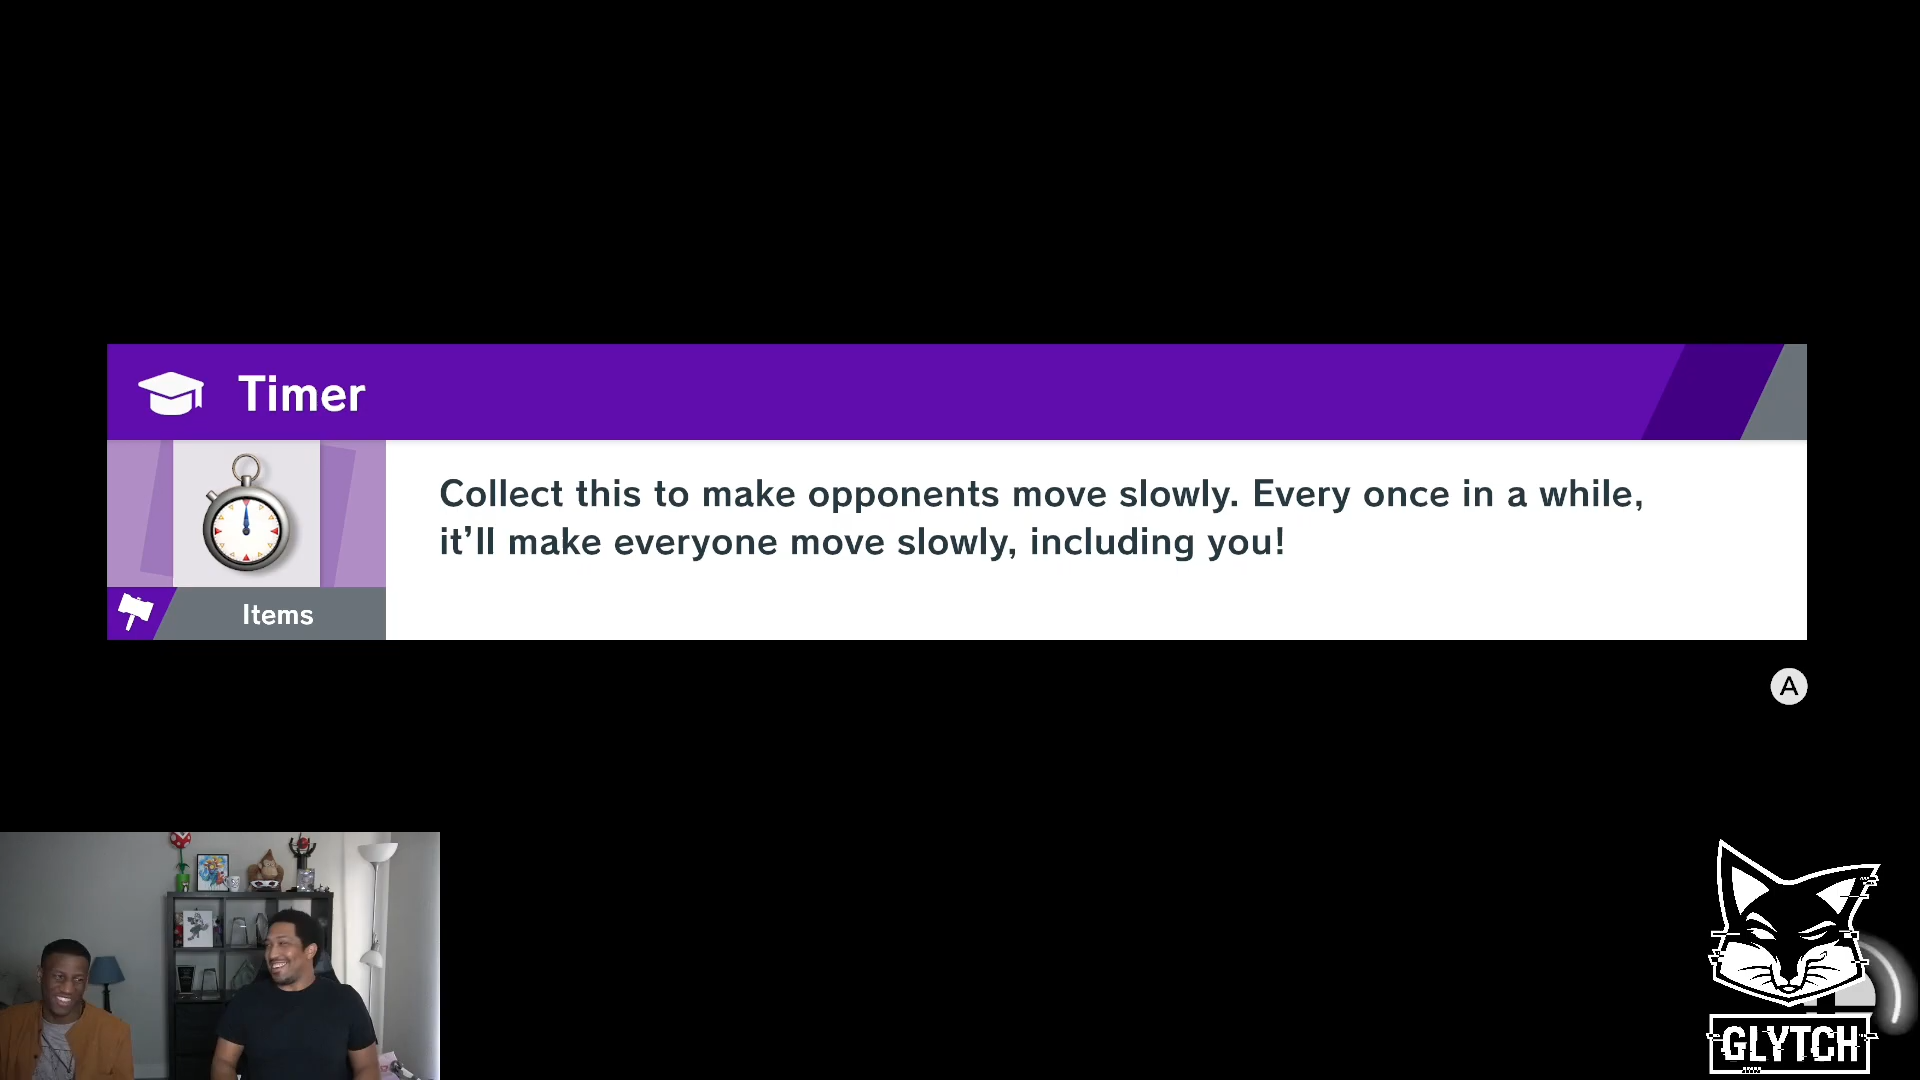 Timer
Collect this to make opponents move slowly. Every once in a while,
it’ll make everyone move slowly, including you!
Items
A
GLYTCH